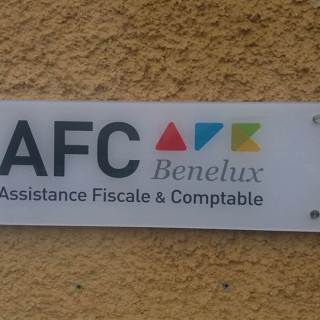 AFC
Benelux
Assistance Fiscale & Comptable